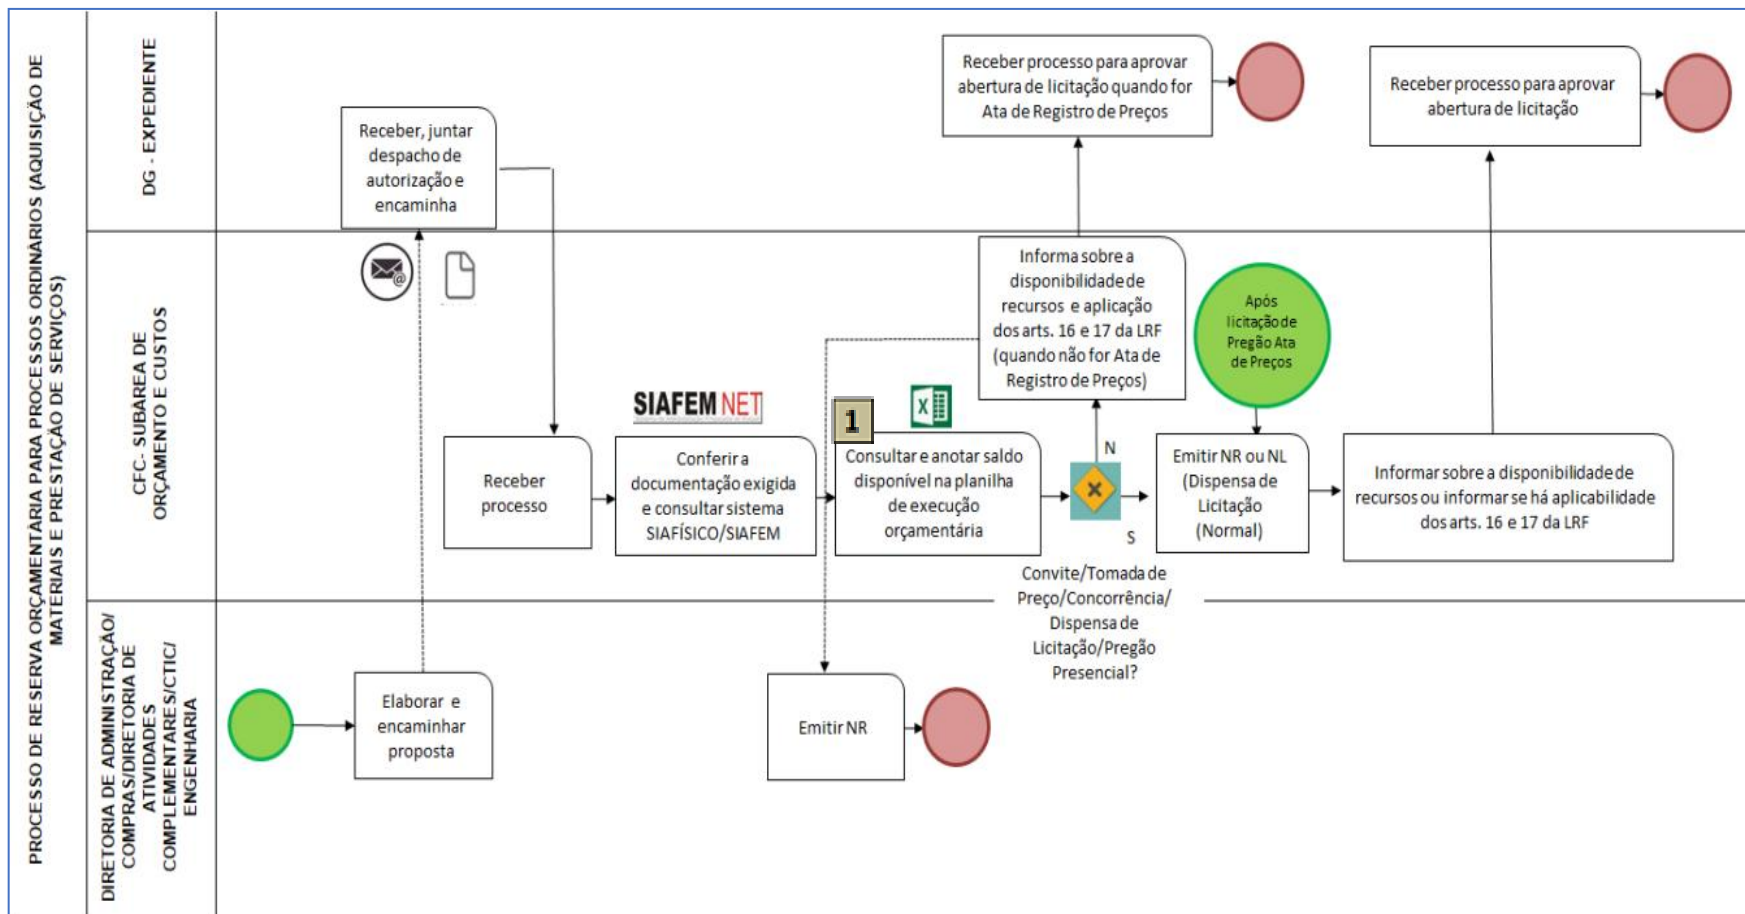 PROCESSO DE RESERVA ORÇAMENTÁRIA PARA PROCESSOS ORDINÁRIOS (AQUISIÇÃO DE
MATERIAIS E PRESTAÇÃO DE SERVIÇOS)
DG - EXPEDIENTE
Receber, juntar
despacho de
autorização e
encaminha
Receber processo para aprovar
abertura de licitação quando for
Ata de Registro de Preços
Receber processo para aprovar
abertura de licitação
CFC- SUBÁREA DE
ORÇAMENTO E CUSTOS
Receber
processo
SIAFEM NET
Conferir a
documentação exigida
e consultar sistema
SIAFÍSICO/SIAFEM
1
Consultar e anotar saldo
disponível na planilha
de execução
orçamentária
Informa sobre a
disponibilidade de
recursos e aplicação
dos arts. 16 e 17 da LRF
(quando não for Ata de
Registro de Preços)
N
S
Convite/Tomada de
Preço/Concorrência/
Dispensa de
Licitação/Pregão
Presencial?
Após
licitação de
Pregão Ata
de Preços
Emitir NR ou NL
(Dispensa de
Licitação
(Normal)
Informar sobre a disponibilidade de
recursos ou informar se há aplicabilidade
dos arts. 16 e 17 da LRF
DIRETORIA DE ADMINISTRAÇÃO/
COMPRAS/DIRETORIA DE
ATIVIDADES
COMPLEMENTARES/CTIC/
ENGENHARIA
Elaborar e
encaminhar
proposta
Emitir NR